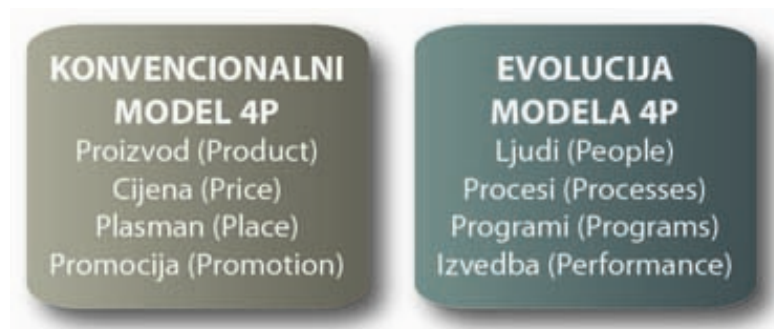 KONVENCIONALNI
MODEL 4P
Proizvod (Product)
Cijena (Price)
Plasman (Place)
Promocija (Promotion)
EVOLUCIJA
MODELA 4P
Ljudi (People)
Procesi (Processes)
Programi (Programs)
Izvedba (Performance)